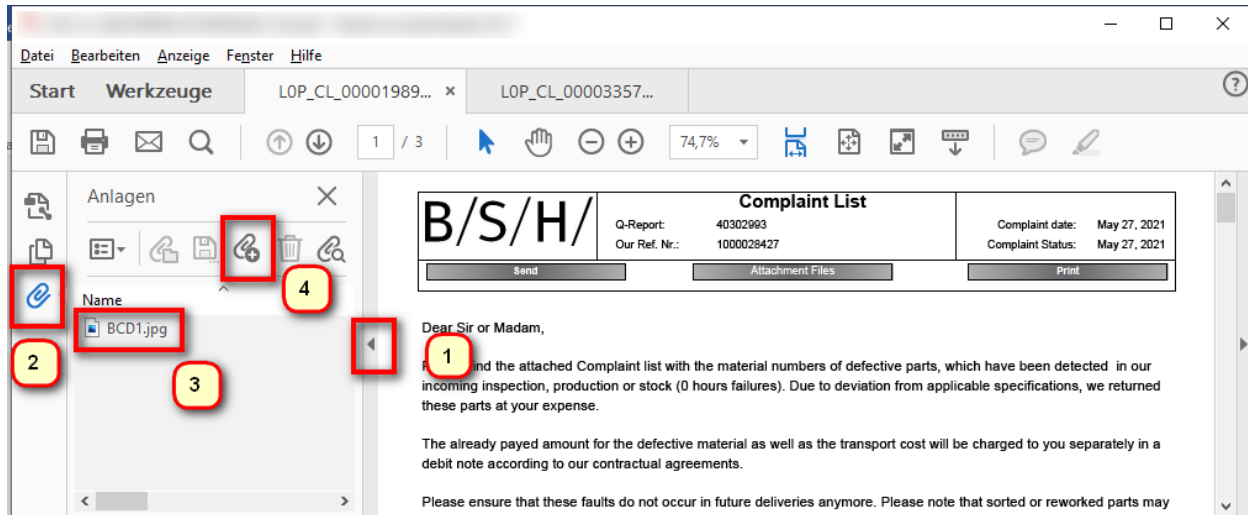 Datei Bearbeiten Anzeige Fenster Hilfe
Start Werkzeuge L0P_CL_00001989... × L0P_CL_00003357...
1 / 3 74,7%
Anlagen
Name
BCD1.jpg
1
2
3
4
B/S/H/
Complaint List
Q-Report: 40302993 Complaint date: May 27, 2021
Our Ref. Nr.: 1000028427 Complaint Status: May 27, 2021
Send Attachment Files Print
Dear Sir or Madam,
find the attached Complaint list with the material numbers of defective parts, which have been detected in our
incoming inspection, production or stock (0 hours failures). Due to deviation from applicable specifications, we returned
these parts at your expense.
The already payed amount for the defective material as well as the transport cost will be charged to you separately in a
debit note according to our contractual agreements.
Please ensure that these faults do not occur in future deliveries anymore. Please note that sorted or reworked parts may